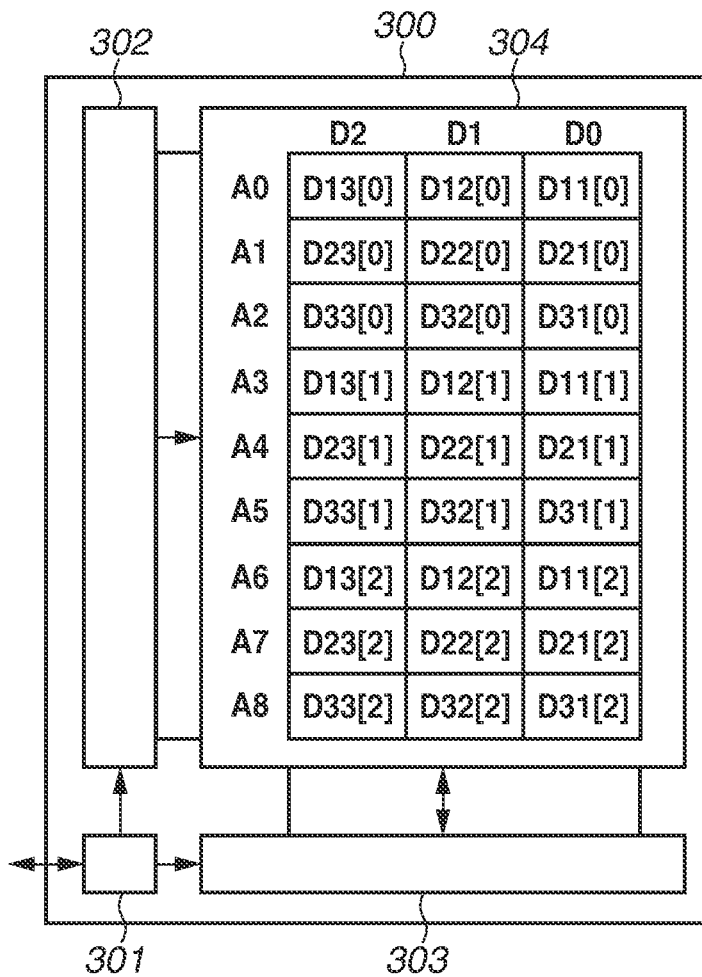 302 300 304
D2 D1 D0
A0 D13[0] D12[0] D11[0]
A1 D23[0] D22[0] D21[0]
A2 D33[0] D32[0] D31[0]
A3 D13[1] D12[1] D11[1]
A4 D23[1] D22[1] D21[1]
A5 D33[1] D32[1] D31[1]
A6 D13[2] D12[2] D11[2]
A7 D23[2] D22[2] D21[2]
A8 D33[2] D32[2] D31[2]
301 303